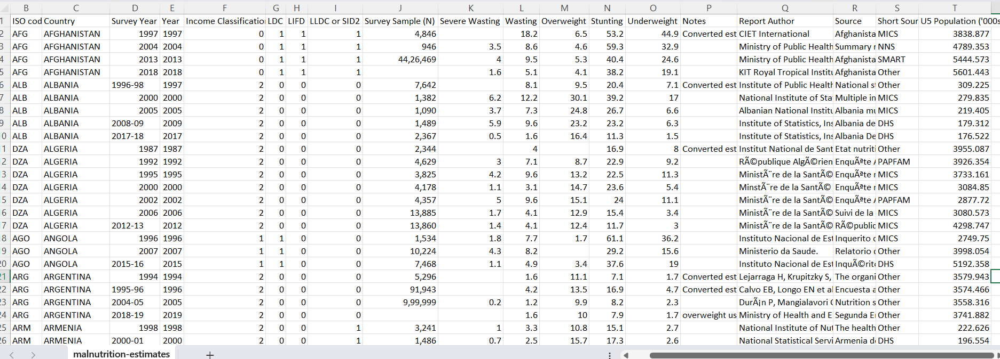 B C D E F G H I J K L M N O P Q R S T
1 ISO cod Country Survey Year Year Income Classificatio LDC LIFD LLDC or SID2 Survey Sample (N) Severe Wasting Wasting Overweight Stunting Underweight Notes Report Author Source Short Sour U5 Population ('000s
2 AFG AFGHANISTAN 1997 1997 0 1 1 1 4,846 18.2 6.5 53.2 44.9 Converted est CIET International Afghanista MICS 3838.877
3 AFG AFGHANISTAN 2004 2004 0 1 1 1 946 3.5 8.6 4.6 59.3 32.9 Ministry of Public Health Summary r NNS 4789.353
4 AFG AFGHANISTAN 2013 2013 0 1 1 1 44,26,469 4 9.5 5.3 40.4 24.6 Ministry of Public Health Afghanista SMART 5444.573
5 AFG AFGHANISTAN 2018 2018 0 1 1 1 1.6 5.1 4.1 38.2 19.1 KIT Royal Tropical Institu Afghanista Other 5601.443
6 ALB ALBANIA 1996-98 1997 2 0 0 0 7,642 8.1 9.5 20.4 7.1 Converted est Institute of Public Health National st Other 309.225
7 ALB ALBANIA 2000 2000 2 0 0 0 1,382 6.2 12.2 30.1 39.2 17 National Institute of Sta Multiple in MICS 279.835
8 ALB ALBANIA 2005 2005 2 0 0 0 1,090 3.7 7.3 24.8 26.7 6.6 Albanian National Institu Albania mu MICS 219.405
9 ALB ALBANIA 2008-09 2009 2 0 0 0 1,489 5.9 9.6 23.2 23.2 6.3 Institute of Statistics, Ins Albania de DHS 179.312
10 ALB ALBANIA 2017-18 2017 2 0 0 0 2,367 0.5 1.6 16.4 11.3 1.5 Institute of Statistics, Ins Albania De DHS 176.522
11 DZA ALGERIA 1987 1987 2 0 0 0 2,344 4 16.9 8 Converted est Institut National de Sant Etat nutriti Other 3955.087
12 DZA ALGERIA 1992 1992 2 0 0 0 4,629 3 7.1 8.7 22.9 9.2 RÃ©publique AlgÃ©rien EnquÃªte A PAPFAM 3926.354
13 DZA ALGERIA 1995 1995 2 0 0 0 3,825 4.2 9.6 13.2 22.5 11.3 MinistÃ¨re de la SantÃ© EnquÃªte r MICS 3733.161
14 DZA ALGERIA 2000 2000 2 0 0 0 4,178 1.1 3.1 14.7 23.6 5.4 MinstÃ¨re de la SantÃ© EnquÃªte r MICS 3084.85
15 DZA ALGERIA 2002 2002 2 0 0 0 4,357 5 9.6 15.1 24 11.1 MinistÃ¨re de la SantÃ© EnquÃªte A PAPFAM 2877.72
16 DZA ALGERIA 2006 2006 2 0 0 0 13,885 1.7 4.1 12.9 15.4 3.4 MinistÃ¨re de la SantÃ© Suivi de la MICS 3080.573
17 DZA ALGERIA 2012-13 2012 2 0 0 0 13,860 1.4 4.1 12.4 11.7 3 MinistÃ¨re de la SantÃ© RÃ©public MICS 4298.747
18 AGO ANGOLA 1996 1996 1 1 0 0 1,534 1.8 7.7 1.7 61.1 36.2 Instituto Nacional de Est Inquerito d MICS 2749.75
19 AGO ANGOLA 2007 2007 1 1 0 0 10,224 4.3 8.2 29.2 15.6 Ministerio da Saude. Relatorio d Other 3998.054
20 AGO ANGOLA 2015-16 2015 1 1 0 0 7,468 1.1 4.9 3.4 37.6 19 Instituto Nacional de Est InquÃ©rito DHS 5192.358
21 ARG ARGENTINA 1994 1994 2 0 0 0 5,296 1.6 11.1 7.1 1.7 Converted est Lejarraga H, Krupitzky S, The organi Other 3579.943
22 ARG ARGENTINA 1995-96 1996 2 0 0 0 91,943 4.2 13.5 16.9 4.7 Converted est Calvo EB, Longo EN et al Encuesta a Other 3574.466
23 ARG ARGENTINA 2004-05 2005 2 0 0 0 9,99,999 0.2 1.2 9.9 8.2 2.3 DurÃ¡n P, Mangialavori G Nutrition s Other 3558.316
24 ARG ARGENTINA 2018-19 2019 2 0 0 0 1.6 10 7.9 1.7 overweight us Ministry of Health and E Segunda E Other 3741.882
25 ARM ARMENIA 1998 1998 2 0 0 1 3,241 1 3.3 10.8 15.1 2.7 National Institute of Nut The health Other 222.626
26 ARM ARMENIA 2000-01 2000 2 0 0 1 1,486 0.7 2.5 15.7 17.3 2.6 National Statistical Servi Armenia de DHS 196.554
malnutrition-estimates